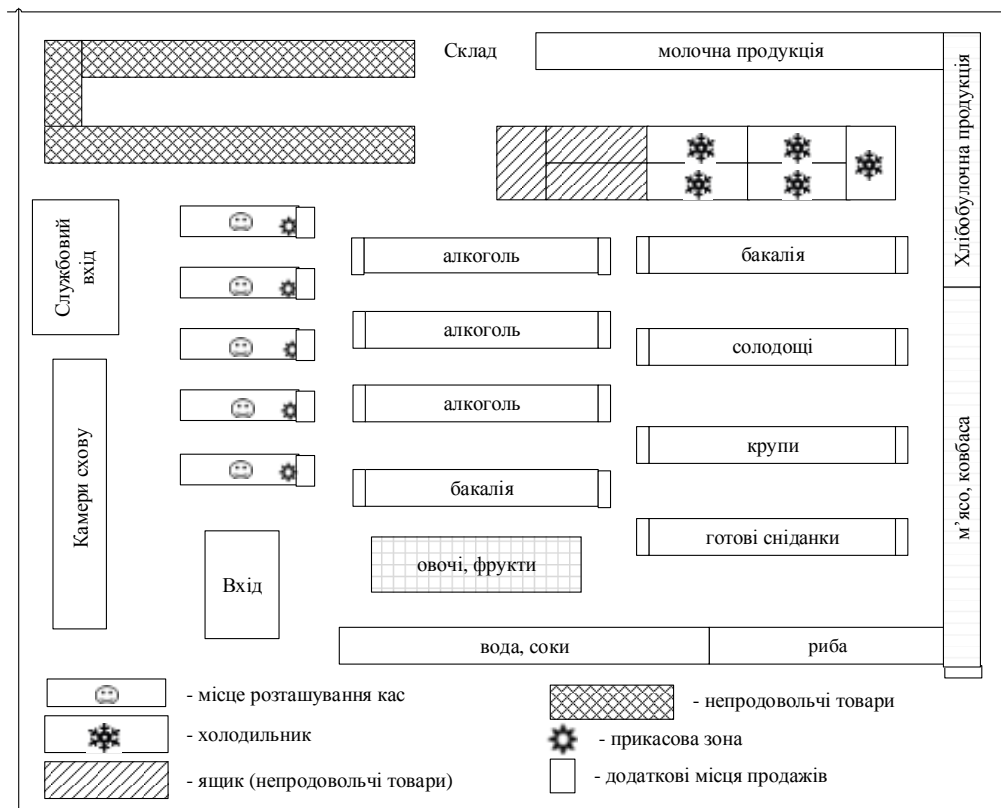 Склад
молочна продукція
Хлібобулочна продукція
Службовий
вхід
алкоголь
бакалія
алкоголь
солодощі
алкоголь
крупи
Камери схову
м’ясо, ковбаса
бакалія
готові сніданки
овочі, фрукти
Вхід
вода, соки
риба
- місце розташування кас
- непродовольчі товари
- холодильник
- прикасова зона
- ящик (непродовольчі товари)
- додаткові місця продажів